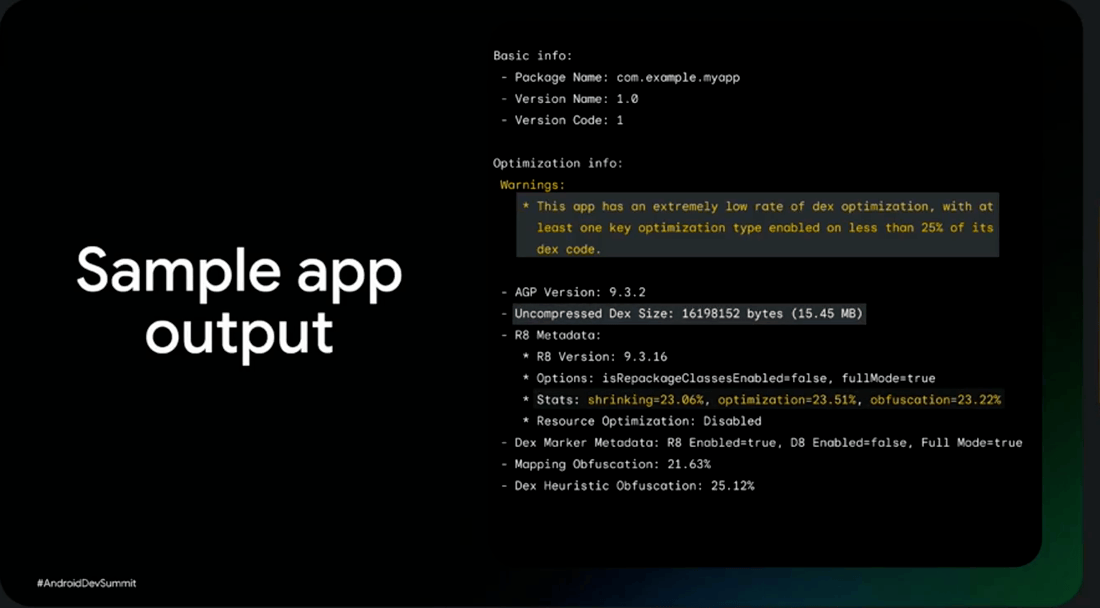 Sample app
output
Basic info:
- Package Name: com.example.myapp
- Version Name: 1.0
- Version Code: 1
Optimization info:
Warnings:
* This app has an extremely low rate of dex optimization, with at
least one key optimization type enabled on less than 25% of its
dex code.
- AGP Version: 9.3.2
- Uncompressed Dex Size: 16198152 bytes (15.45 MB)
- R8 Metadata:
* R8 Version: 9.3.16
* Options: isRepackageClassesEnabled=false, fullMode=true
* Stats: shrinking=23.06%, optimization=23.51%, obfuscation=23.22%
* Resource Optimization: Disabled
- Dex Marker Metadata: R8 Enabled=true, D8 Enabled=false, Full Mode=true
- Mapping Obfuscation: 21.63%
- Dex Heuristic Obfuscation: 25.12%
#AndroidDevSummit